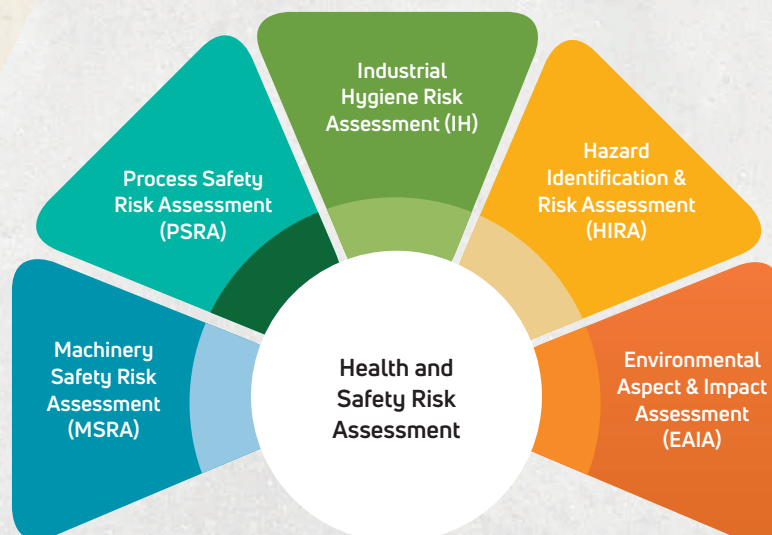 Industrial
Hygiene Risk
Assessment (IH)
Process Safety
Risk Assessment
(PSRA)
Hazard
Identification &
Risk Assessment
(HIRA)
Machinery
Safety Risk
Assessment
(MSRA)
Health and
Safety Risk
Assessment
Environmental
Aspect & Impact
Assessment
(EAIA)